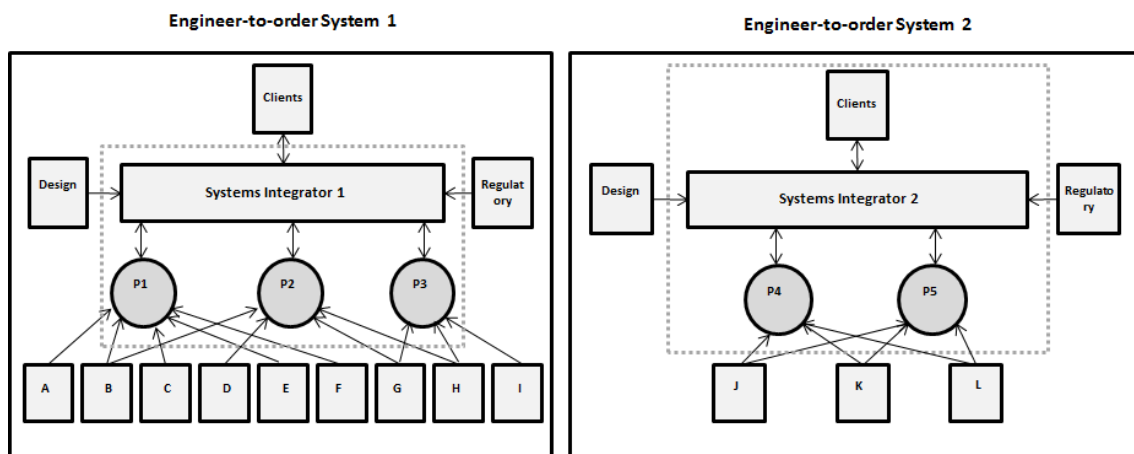 Engineer-to-order System 1
Clients
Design
Systems Integrator 1
Regulat
ory
P1
P2
P3
A
B
C
D
E
F
G
H
I
Engineer-to-order System 2
Clients
Design
Systems Integrator 2
Regulato
ry
P4
P5
J
K
L